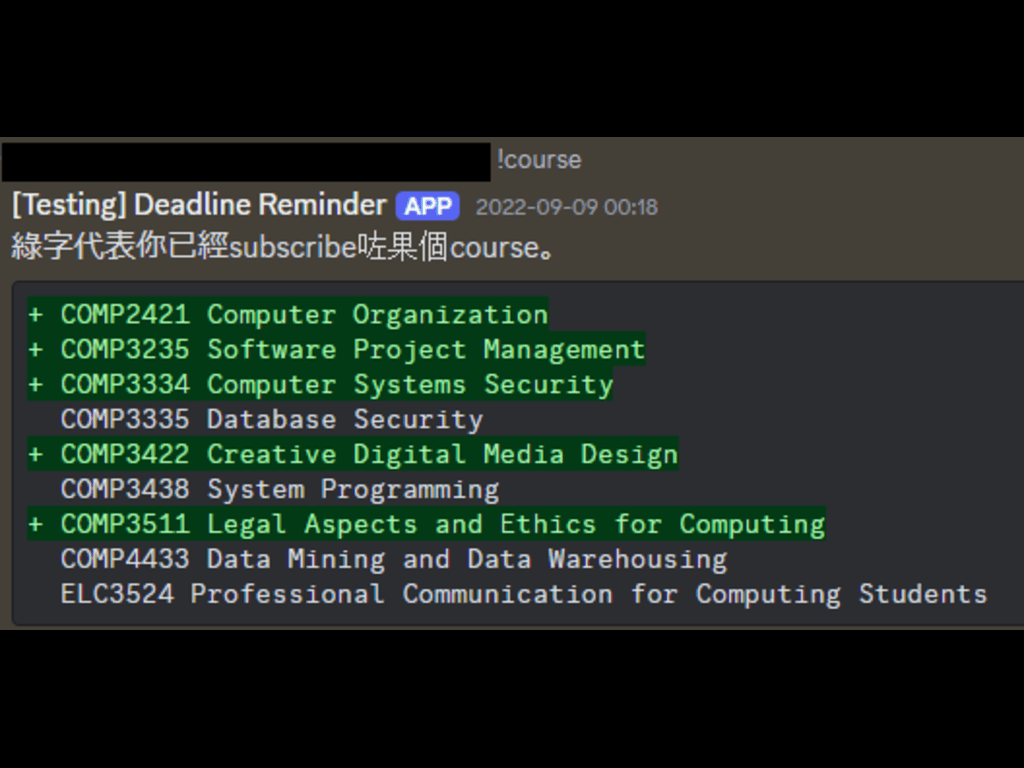 !course
[Testing] Deadline Reminder APP 2022-09-09 00:18
綠字代表你已經subscribe咗果個course。
+ COMP2421 Computer Organization
+ COMP3235 Software Project Management
+ COMP3334 Computer Systems Security
COMP3335 Database Security
+ COMP3422 Creative Digital Media Design
COMP3438 System Programming
+ COMP3511 Legal Aspects and Ethics for Computing
COMP4433 Data Mining and Data Warehousing
ELC3524 Professional Communication for Computing Students